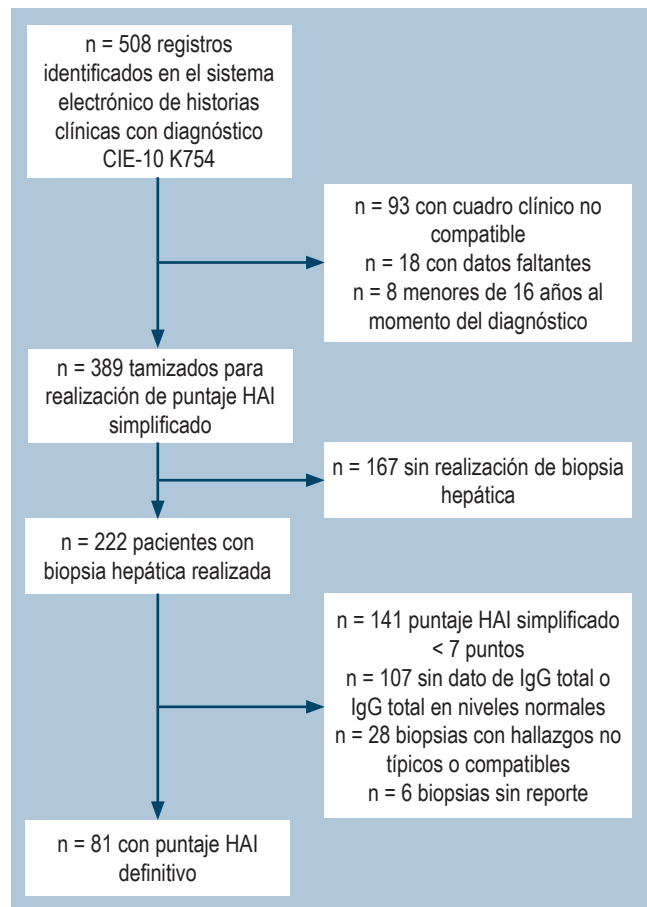 n = 508 registros
identificados en el sistema
electrónico de historias
clínicas con diagnóstico
CIE-10 K754
n = 93 con cuadro clínico no
compatible
n = 18 con datos faltantes
n = 8 menores de 16 años al
momento del diagnóstico
n = 389 tamizados para
realización de puntaje HAI
simplificado
n = 167 sin realización de biopsia
hepática
n = 222 pacientes con
biopsia hepática realizada
n = 141 puntaje HAI simplificado
< 7 puntos
n = 107 sin dato de IgG total o
IgG total en niveles normales
n = 28 biopsias con hallazgos no
típicos o compatibles
n = 6 biopsias sin reporte
n = 81 con puntaje HAI
definitivo